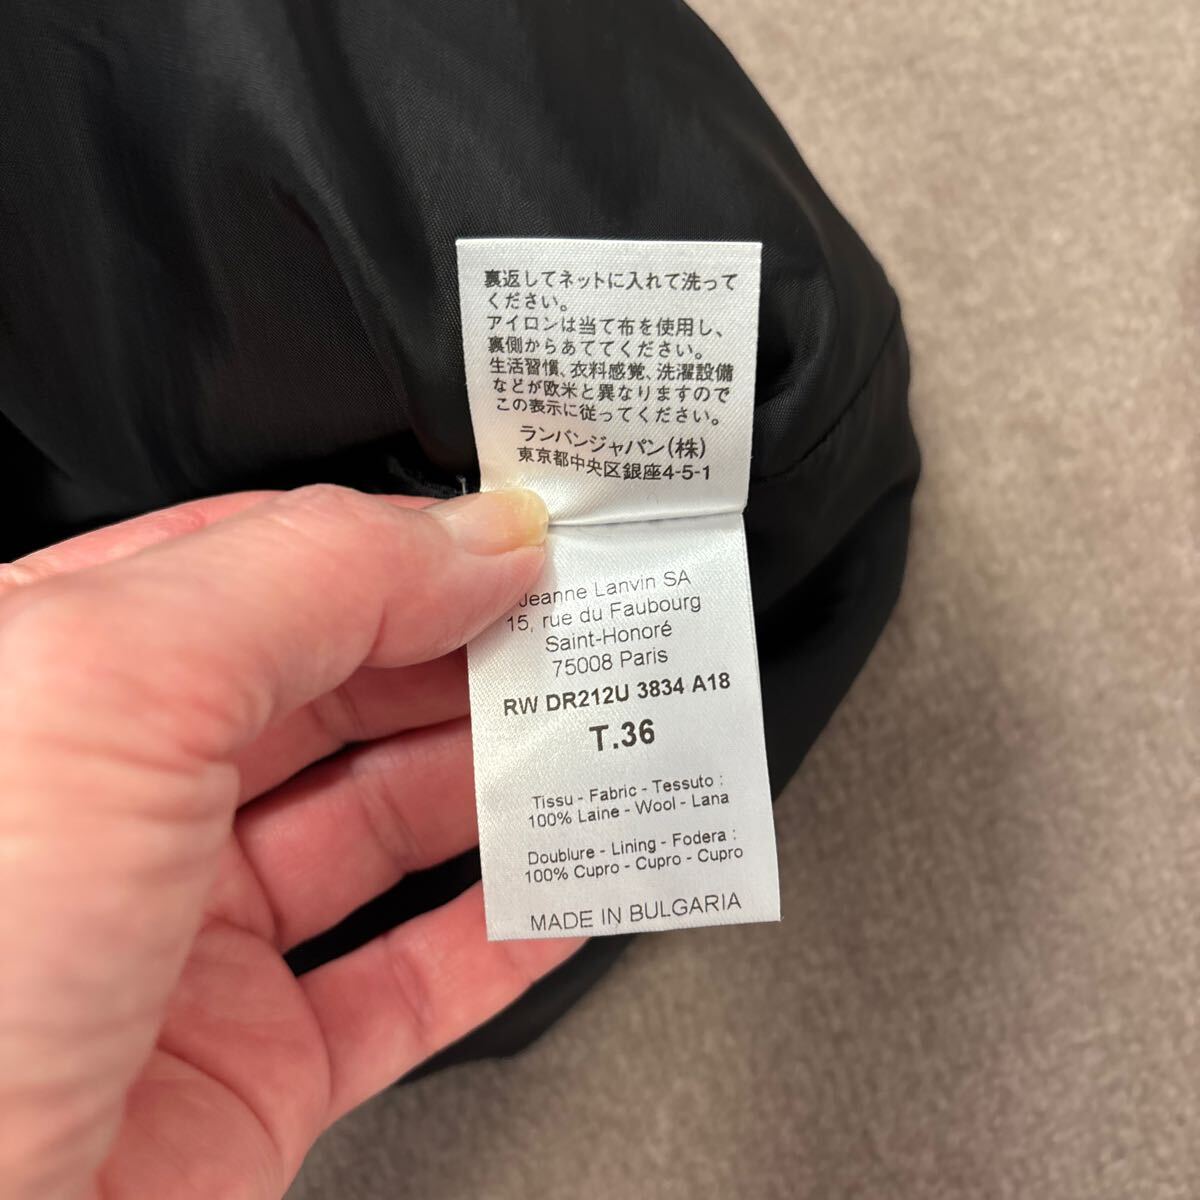 裏返してネットに入れて洗って
ください。
アイロンは当て布を使用し、
裏側からあててください。
生活習慣、衣料感覚、洗濯設備
などが欧米と異なりますので
この表示に従ってください。
ランバンジャパン(株)
東京都中央区銀座4-5-1
Jeanne Lanvin SA
15, rue du Faubourg
Saint-Honoré
75008 Paris
RW DR212U 3834 A18
T.36
Tissu - Fabric - Tessuto :
100% Laine - Wool - Lana
Doublure - Lining - Fodera :
100% Cupro - Cupro - Cupro
MADE IN BULGARIA